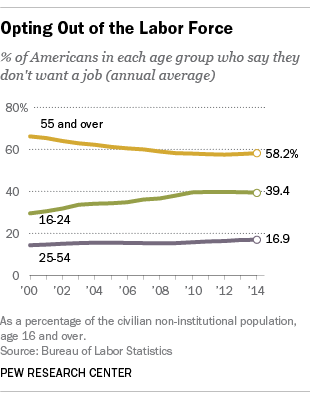 Opting Out of the Labor Force
% of Americans in each age group who say they
don't want a job (annual average)
80%
55 and over
60
58.2%
40
39.4
16-24
20
16.9
25-54
0
'00 '02 '04 '06 '08 '10 '12 '14
As a percentage of the civilian non-institutional population,
age 16 and over.
Source: Bureau of Labor Statistics
PEW RESEARCH CENTER